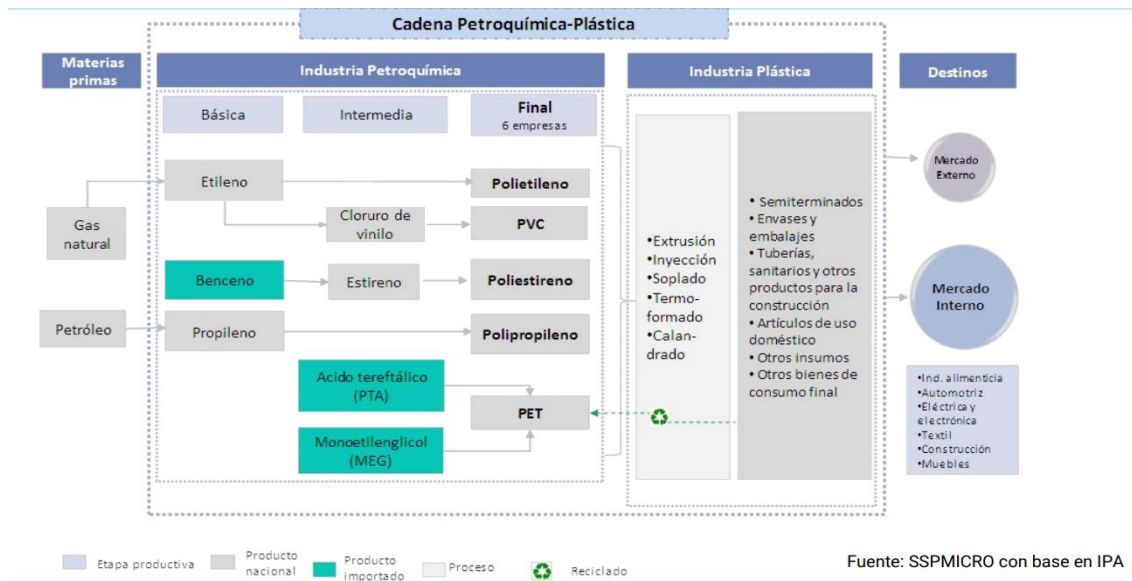 Cadena Petroquímica-Plástica
Materias
primas
Industria Petroquímica
Industria Plástica
Destinos
Básica
Intermedia
Final
6 empresas
Etileno
Polietileno
Gas
natural
Cloruro de
vinilo
PVC
Benceno
Estireno
Poliestireno
Petróleo
Propileno
Polipropileno
Acido tereftálico
(PTA)
PET
Monoetilenglicol
(MEG)
•Extrusión
•Inyección
•Soplado
•Termo-
formado
•Calan-
drado
• Semiterminados
• Envases y
embalajes
• Tuberías,
sanitarios y otros
productos para la
construcción
• Artículos de uso
doméstico
• Otros insumos
• Otros bienes de
consumo final
Mercado
Externo
Mercado
Interno
•Ind. alimenticia
•Automotriz
•Eléctrica y
electrónica
•Textil
•Construcción
•Muebles
Etapa productiva
Producto
nacional
Producto
importado
Proceso
Reciclado
Fuente: SSPMICRO con base en IPA